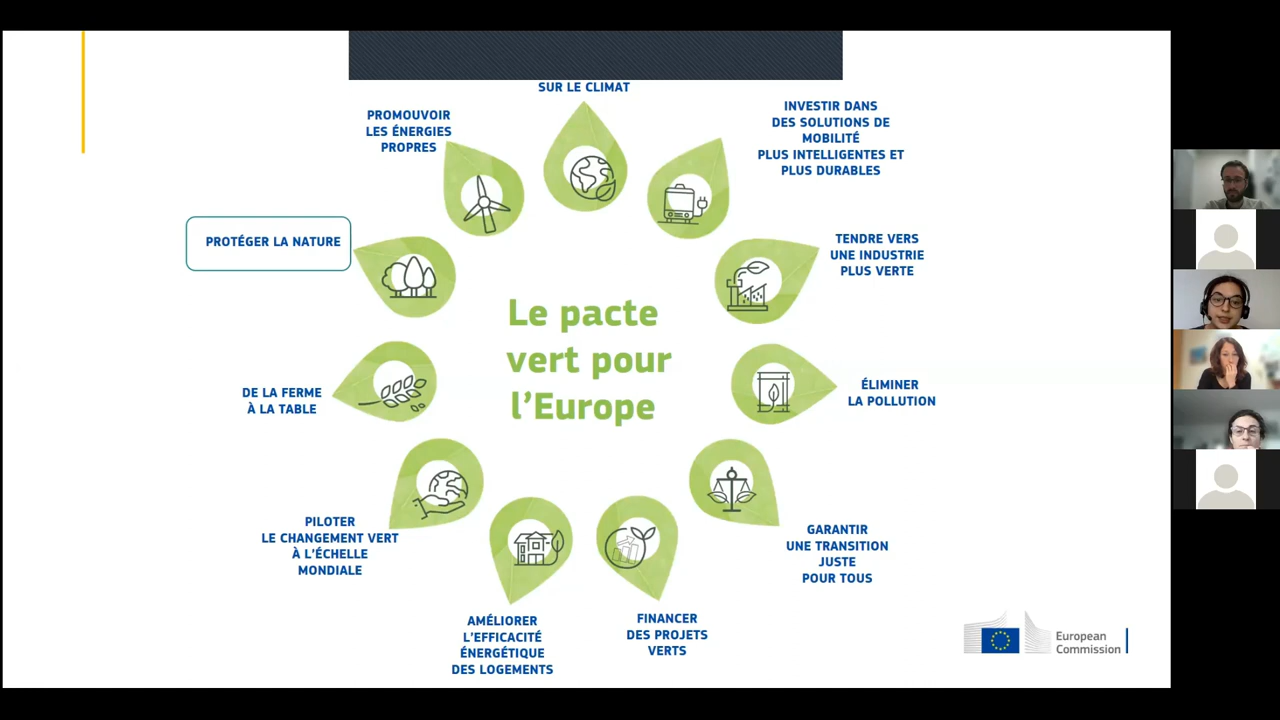 SUR LE CLIMAT
PROMOUVOIR
LES ÉNERGIES
PROPRES
INVESTIR DANS
DES SOLUTIONS DE
MOBILITÉ
PLUS INTELLIGENTES ET
PLUS DURABLES
PROTÉGER LA NATURE
TENDRE VERS
UNE INDUSTRIE
PLUS VERTE
Le pacte
vert pour
l'Europe
DE LA FERME
À LA TABLE
ÉLIMINER
LA POLLUTION
PILOTER
LE CHANGEMENT VERT
À L'ÉCHELLE
MONDIALE
GARANTIR
UNE TRANSITION
JUSTE
POUR TOUS
AMÉLIORER
L'EFFICACITÉ
ÉNERGÉTIQUE
DES LOGEMENTS
FINANCER
DES PROJETS
VERTS
European
Commission